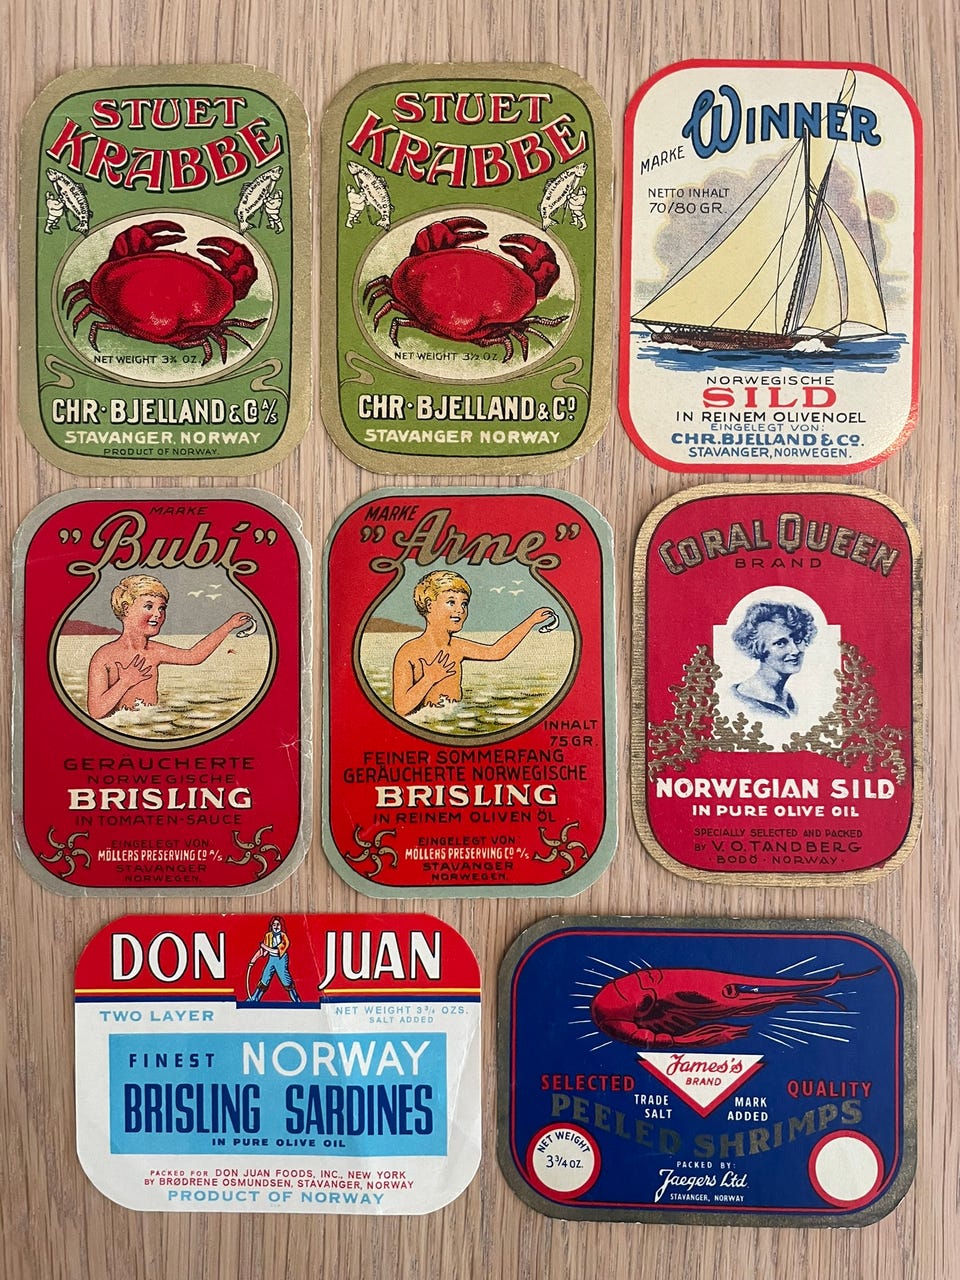 STUET
KRABBE
NET WEIGHT 3¾ OZ.
CHR·BJELLAND & Co A/S
STAVANGER, NORWAY
PRODUCT OF NORWAY.
STUET
KRABBE
NET WEIGHT 3½ OZ.
CHR·BJELLAND & Co
STAVANGER NORWAY
MARKE WINNER
NETTO INHALT
70/80 GR.
NORWEGISCHE
SILD
IN REINEM OLIVENOEL
EINGELEGT VON:
CHR.BJELLAND & Co.
STAVANGER, NORWEGEN.
MARKE
"Bubi"
GERAUCHERTE
NORWEGISCHE
BRISLING
IN TOMATEN-SAUCE
EINGELEGT VON
MÖLLERS PRESERVING Co A/S
STAVANGER
NORWEGEN.
MARKE
"Arne"
INHALT
75 GR.
FEINER SOMMERFANG
GERÄUCHERTE NORWEGISCHE
BRISLING
IN REINEM OLIVEN ÖL
EINGELEGT VON
MÖLLERS PRESERVING Co A/S
STAVANGER
NORWEGEN.
CORAL QUEEN
BRAND
NORWEGIAN SILD
IN PURE OLIVE OIL
SPECIALLY SELECTED AND PACKED
BY V. O. TANDBERG
· BODÖ · NORWAY ·
DON JUAN
TWO LAYER
NET WEIGHT 3¾ OZS.
SALT ADDED
FINEST NORWAY
BRISLING SARDINES
IN PURE OLIVE OIL
PACKED FOR DON JUAN FOODS, INC., NEW YORK
BY BRØDRENE OSMUNDSEN, STAVANGER, NORWAY
PRODUCT OF NORWAY
James's
BRAND
SELECTED QUALITY
TRADE MARK
SALT ADDED
PEELED SHRIMPS
NET WEIGHT
3¾ OZ.
PACKED BY:
Jaegers Ltd.
STAVANGER, NORWAY